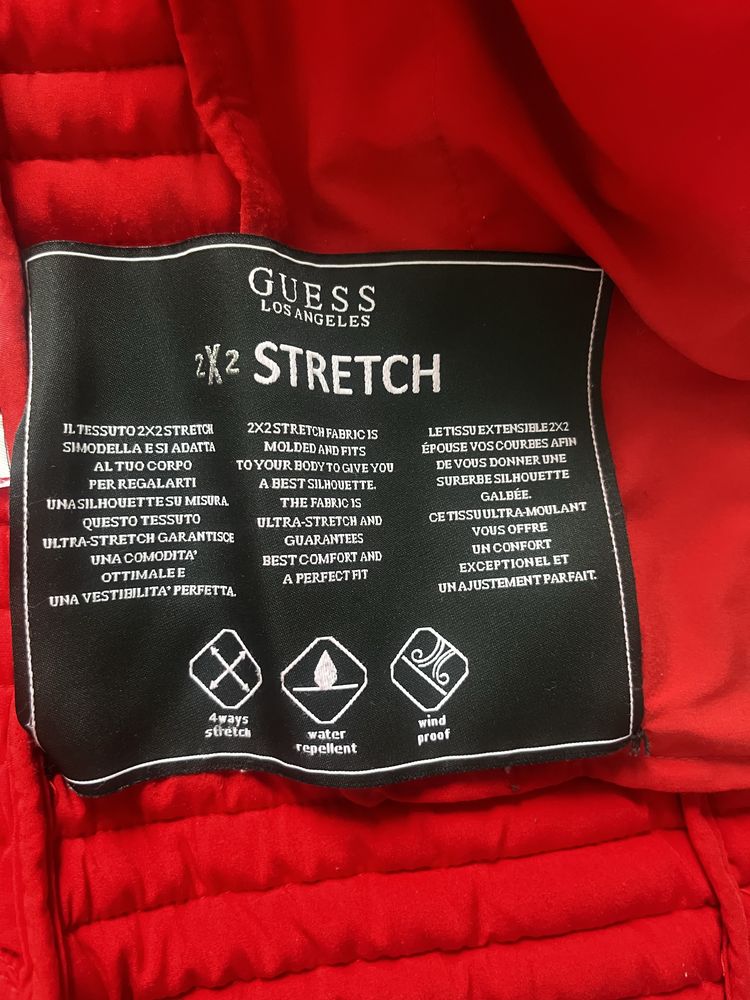 GUESS
LOS ANGELES
2X2 STRETCH
IL TESSUTO 2X2 STRETCH
SI MODELLA E SI ADATTA
AL TUO CORPO
PER REGALARTI
UNA SILHOUETTE SU MISURA.
QUESTO TESSUTO
ULTRA-STRETCH GARANTISCE
UNA COMODITA'
OTTIMALE E
UNA VESTIBILITA' PERFETTA.
2X2 STRETCH FABRIC IS
MOLDED AND FITS
TO YOUR BODY TO GIVE YOU
A BEST SILHOUETTE.
THE FABRIC IS
ULTRA-STRETCH AND
GUARANTEES
BEST COMFORT AND
A PERFECT FIT
LE TISSU EXTENSIBLE 2X2
ÉPOUSE VOS COURBES AFIN
DE VOUS DONNER UNE
SURERBE SILHOUETTE
GALBÉE.
CE TISSU ULTRA-MOULANT
VOUS OFFRE
UN CONFORT
EXCEPTIONEL ET
UN AJUSTEMENT PARFAIT.
4ways
stretch
water
repellent
wind
proof